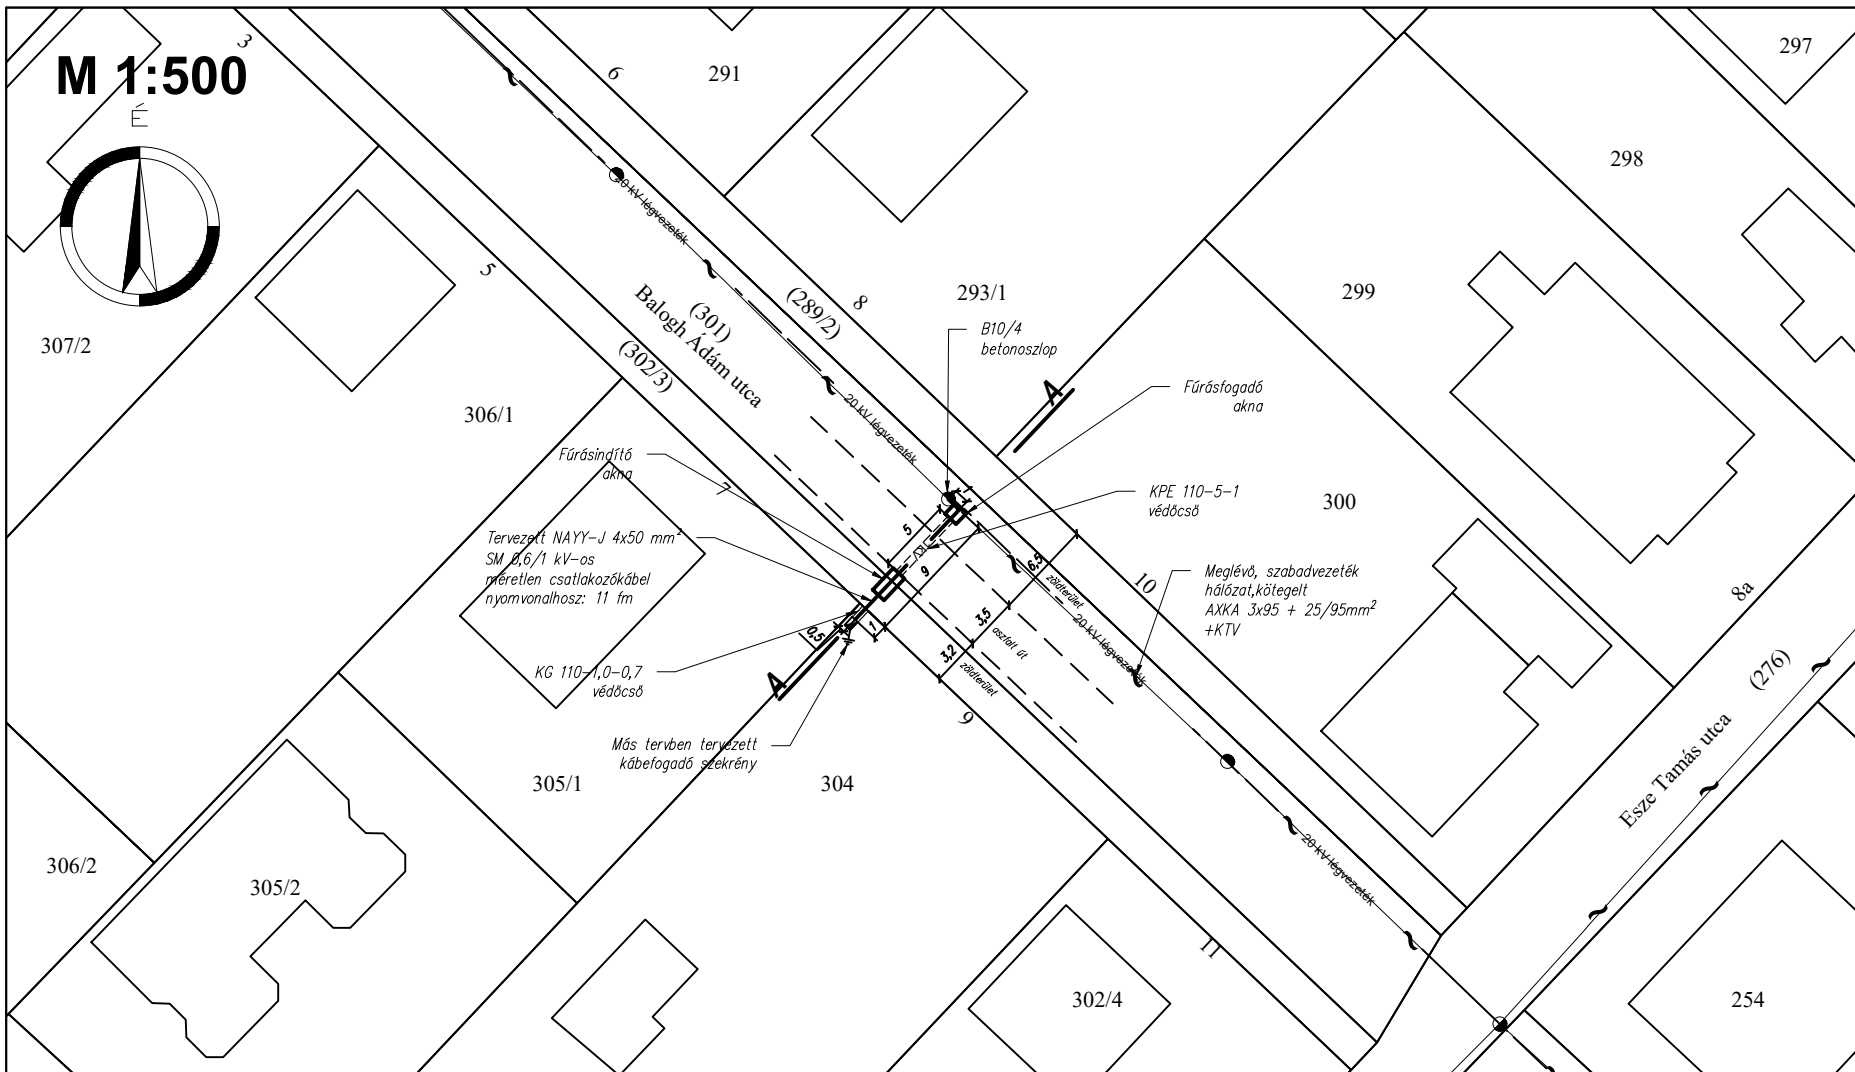 M 1:500
É
3
6
291
297
298
5
307/2
(301)
Balogh Ádám utca
(302/3)
(289/2)
8
293/1
299
20 kV légvezeték
B10/4
betonoszlop
Fúrásfogadó
akna
A
306/1
20 kV légvezeték
Fúrásindító
akna
7
KPE 110-5-1
védőcső
300
Tervezett NAYY-J 4x50 mm²
SM 0,6/1 kV-os
méretlen csatlakozókábel
nyomvonalhosz: 11 fm
5
1
9
6,5
zöldterület
10
Meglévő, szabadvezeték
hálózat,kötegelt
AXKA 3x95 + 25/95mm²
+KTV
8a
3,5
aszfalt út
20 kV légvezeték
0,5
1
3,2
zöldterület
KG 110-1,0-0,7
védőcső
A
(276)
Esze Tamás utca
9
Más tervben tervezett
kábefogadó szekrény
305/1
304
306/2
305/2
20 kV légvezeték
11
302/4
254